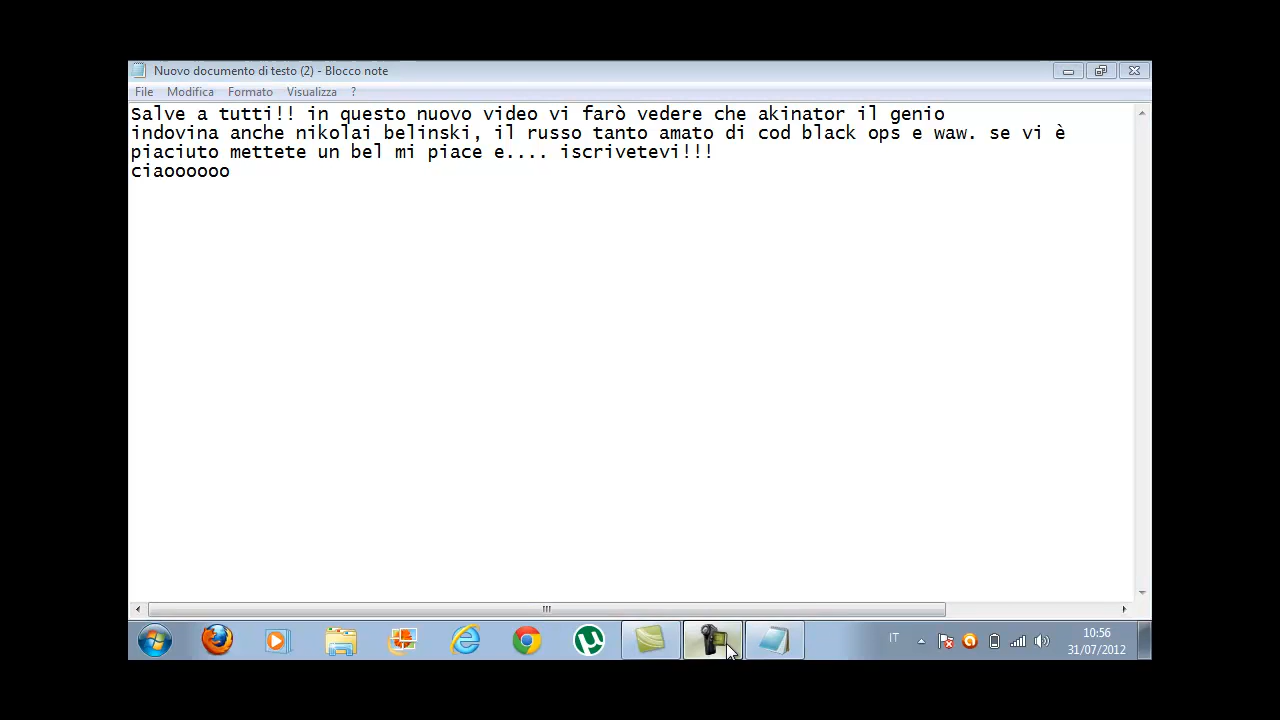 Nuovo documento di testo (2) - Blocco note
File Modifica Formato Visualizza ?
Salve a tutti!! in questo nuovo video vi farò vedere che akinator il genio
indovina anche nikolai belinski, il russo tanto amato di cod black ops e waw. se vi è
piaciuto mettete un bel mi piace e.... iscrivetevi!!!
ciaoooooo
IT
10:56
31/07/2012